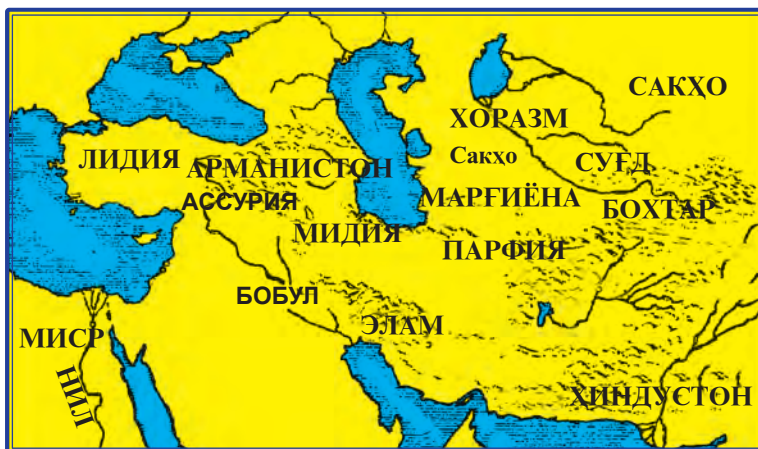 САКҲО
ХОРАЗМ
Сакҳо
СУҒД
ЛИДИЯ
АРМАНИСТОН
АССУРИЯ
МАРҒИЁНА
БОХТАР
МИДИЯ
ПАРФИЯ
БОБУЛ
ЭЛАМ
МИСР
НИЛ
ҲИНДУСТОН